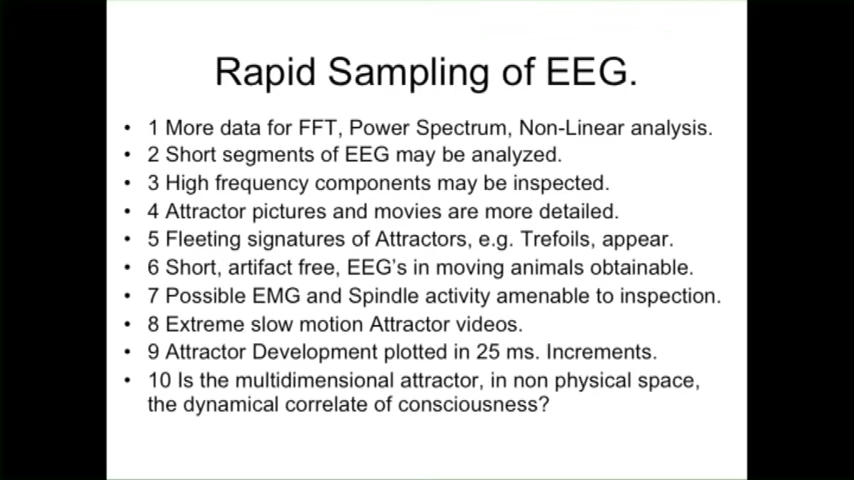 Rapid Sampling of EEG.
• 1 More data for FFT, Power Spectrum, Non-Linear analysis.
• 2 Short segments of EEG may be analyzed.
• 3 High frequency components may be inspected.
• 4 Attractor pictures and movies are more detailed.
• 5 Fleeting signatures of Attractors, e.g. Trefoils, appear.
• 6 Short, artifact free, EEG's in moving animals obtainable.
• 7 Possible EMG and Spindle activity amenable to inspection.
• 8 Extreme slow motion Attractor videos.
• 9 Attractor Development plotted in 25 ms. Increments.
• 10 Is the multidimensional attractor, in non physical space,
the dynamical correlate of consciousness?